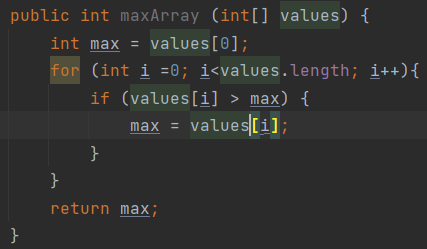 public int maxArray (int[] values) {
    int max = values[0];
    for (int i =0; i<values.length; i++){
        if (values[i] > max) {
            max = values[i];
        }
    }
    return max;
}